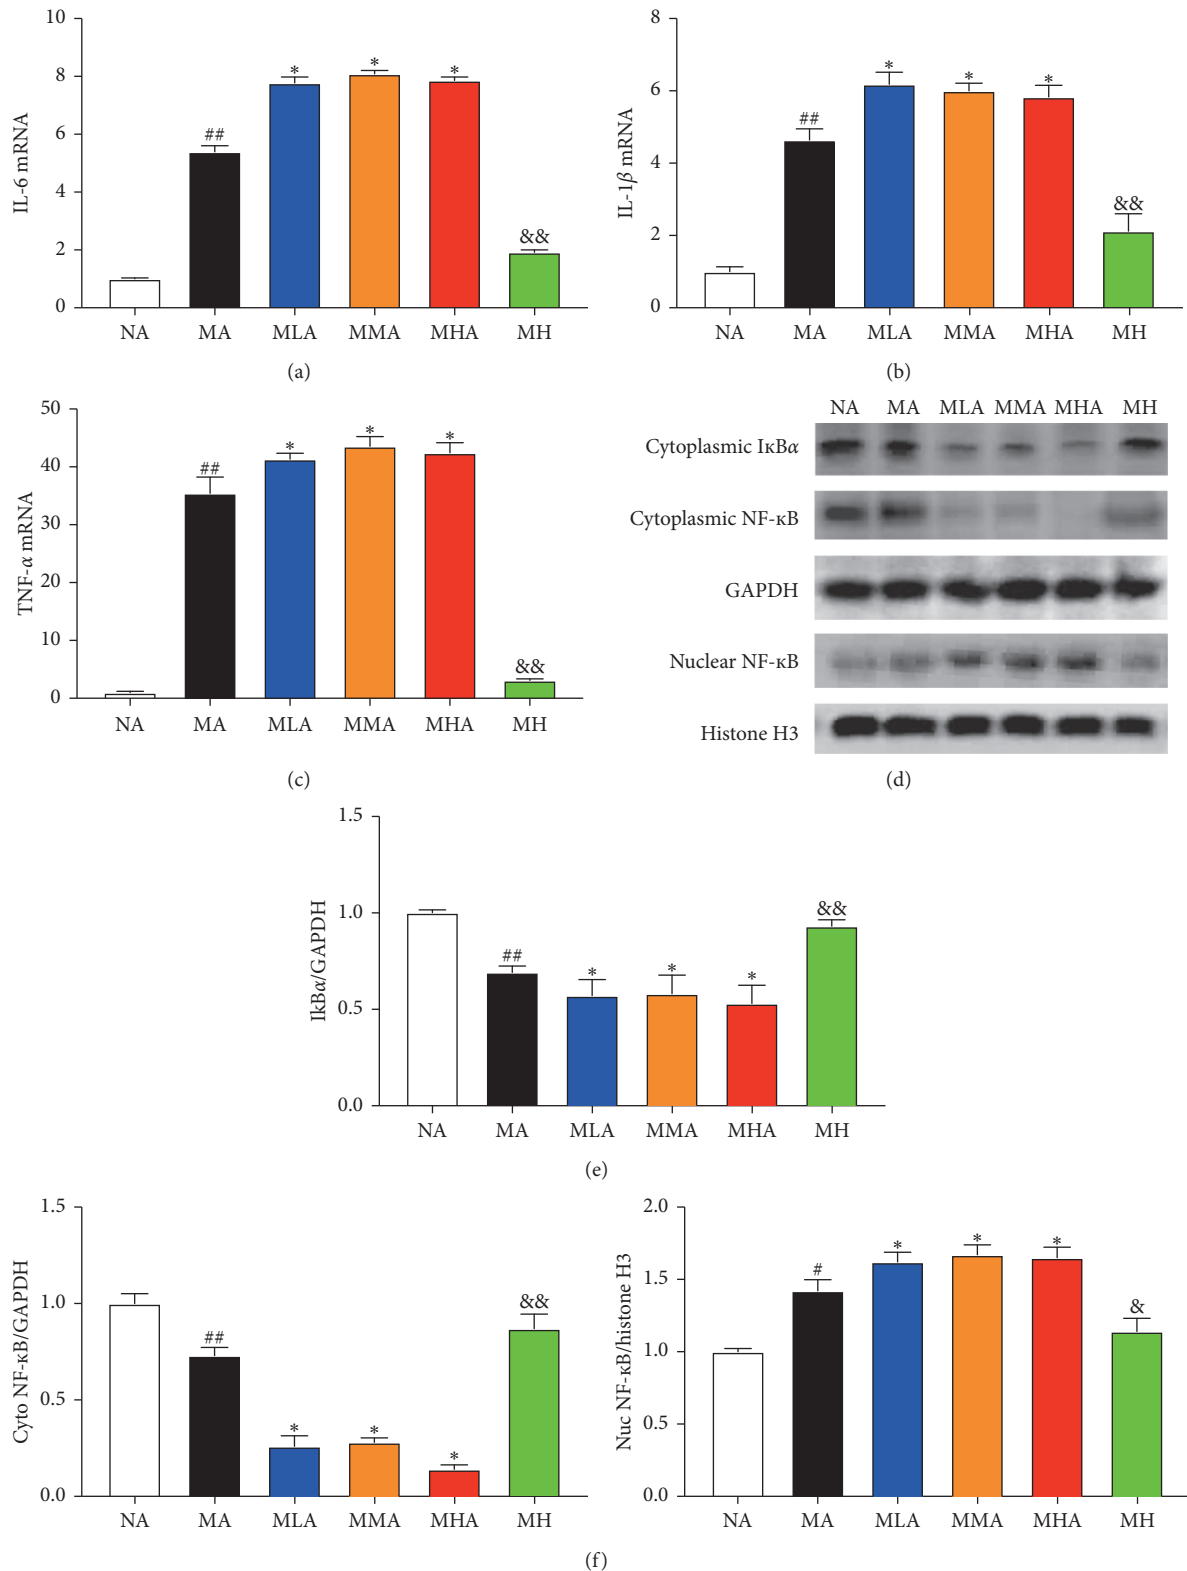 10
8
6
4
2
0
IL-6 mRNA
##
*
*
*
&&
NA MA MLA MMA MHA MH
(a)
8
6
4
2
0
IL-1β mRNA
##
*
*
*
&&
NA MA MLA MMA MHA MH
(b)
50
40
30
20
10
0
TNF-α mRNA
##
*
*
*
&&
NA MA MLA MMA MHA MH
(c)
NA MA MLA MMA MHA MH
Cytoplasmic IκBα
Cytoplasmic NF-κB
GAPDH
Nuclear NF-κB
Histone H3
(d)
1.5
1.0
0.5
0.0
IkBα/GAPDH
##
*
*
*
&&
NA MA MLA MMA MHA MH
(e)
1.5
1.0
0.5
0.0
Cyto NF-κB/GAPDH
##
*
*
*
&&
NA MA MLA MMA MHA MH
2.0
1.5
1.0
0.5
0.0
Nuc NF-κB/histone H3
#
*
*
*
&
NA MA MLA MMA MHA MH
(f)